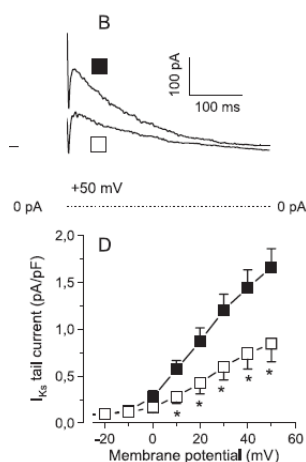 B
100 pA
100 ms
+50 mV
0 pA
0 pA
D
2,0
1,5
1,0
0,5
0,0
I Ks tail current (pA/pF)
* * * * *
-20 0 20 40 60
Membrane potential (mV)